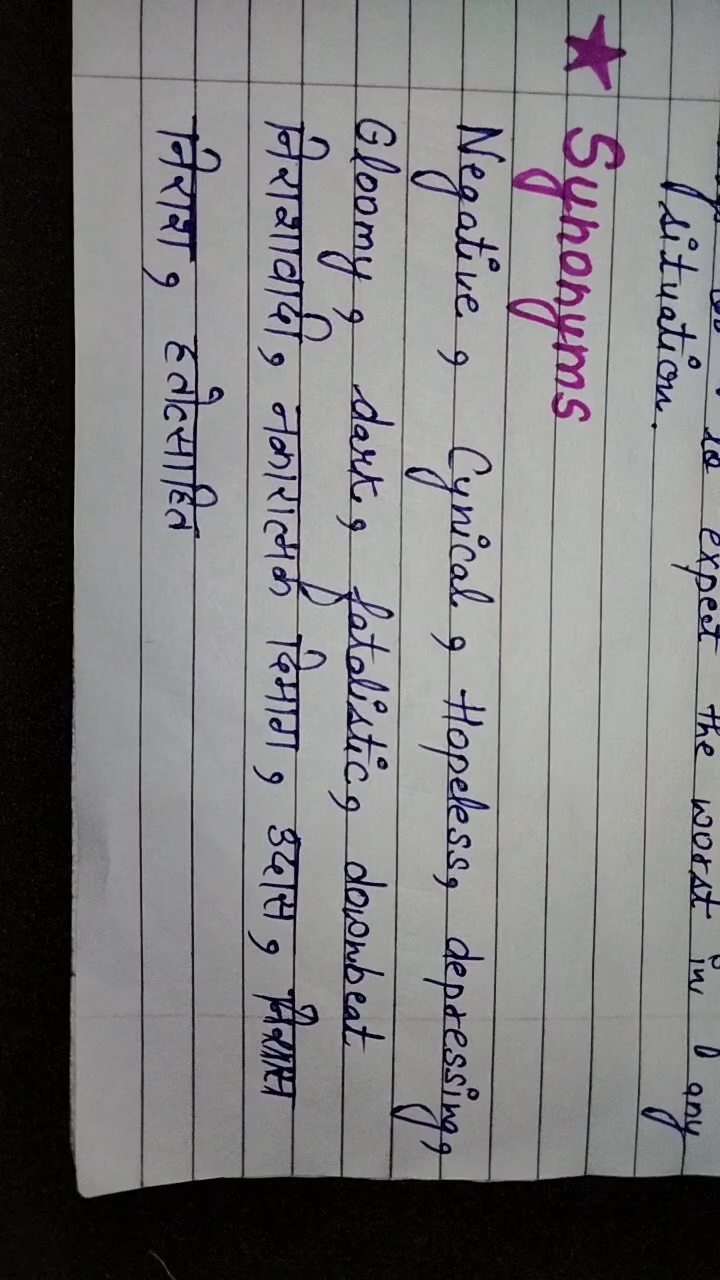 to expect the worst in any
situation.
★ Synonyms
Negative, Cynical, Hopeless, depressing,
Gloomy, dark, fatalistic, downbeat
निराशावादी, नकारात्मक दिमाग, उदास,
निराशा, हतोत्साहित